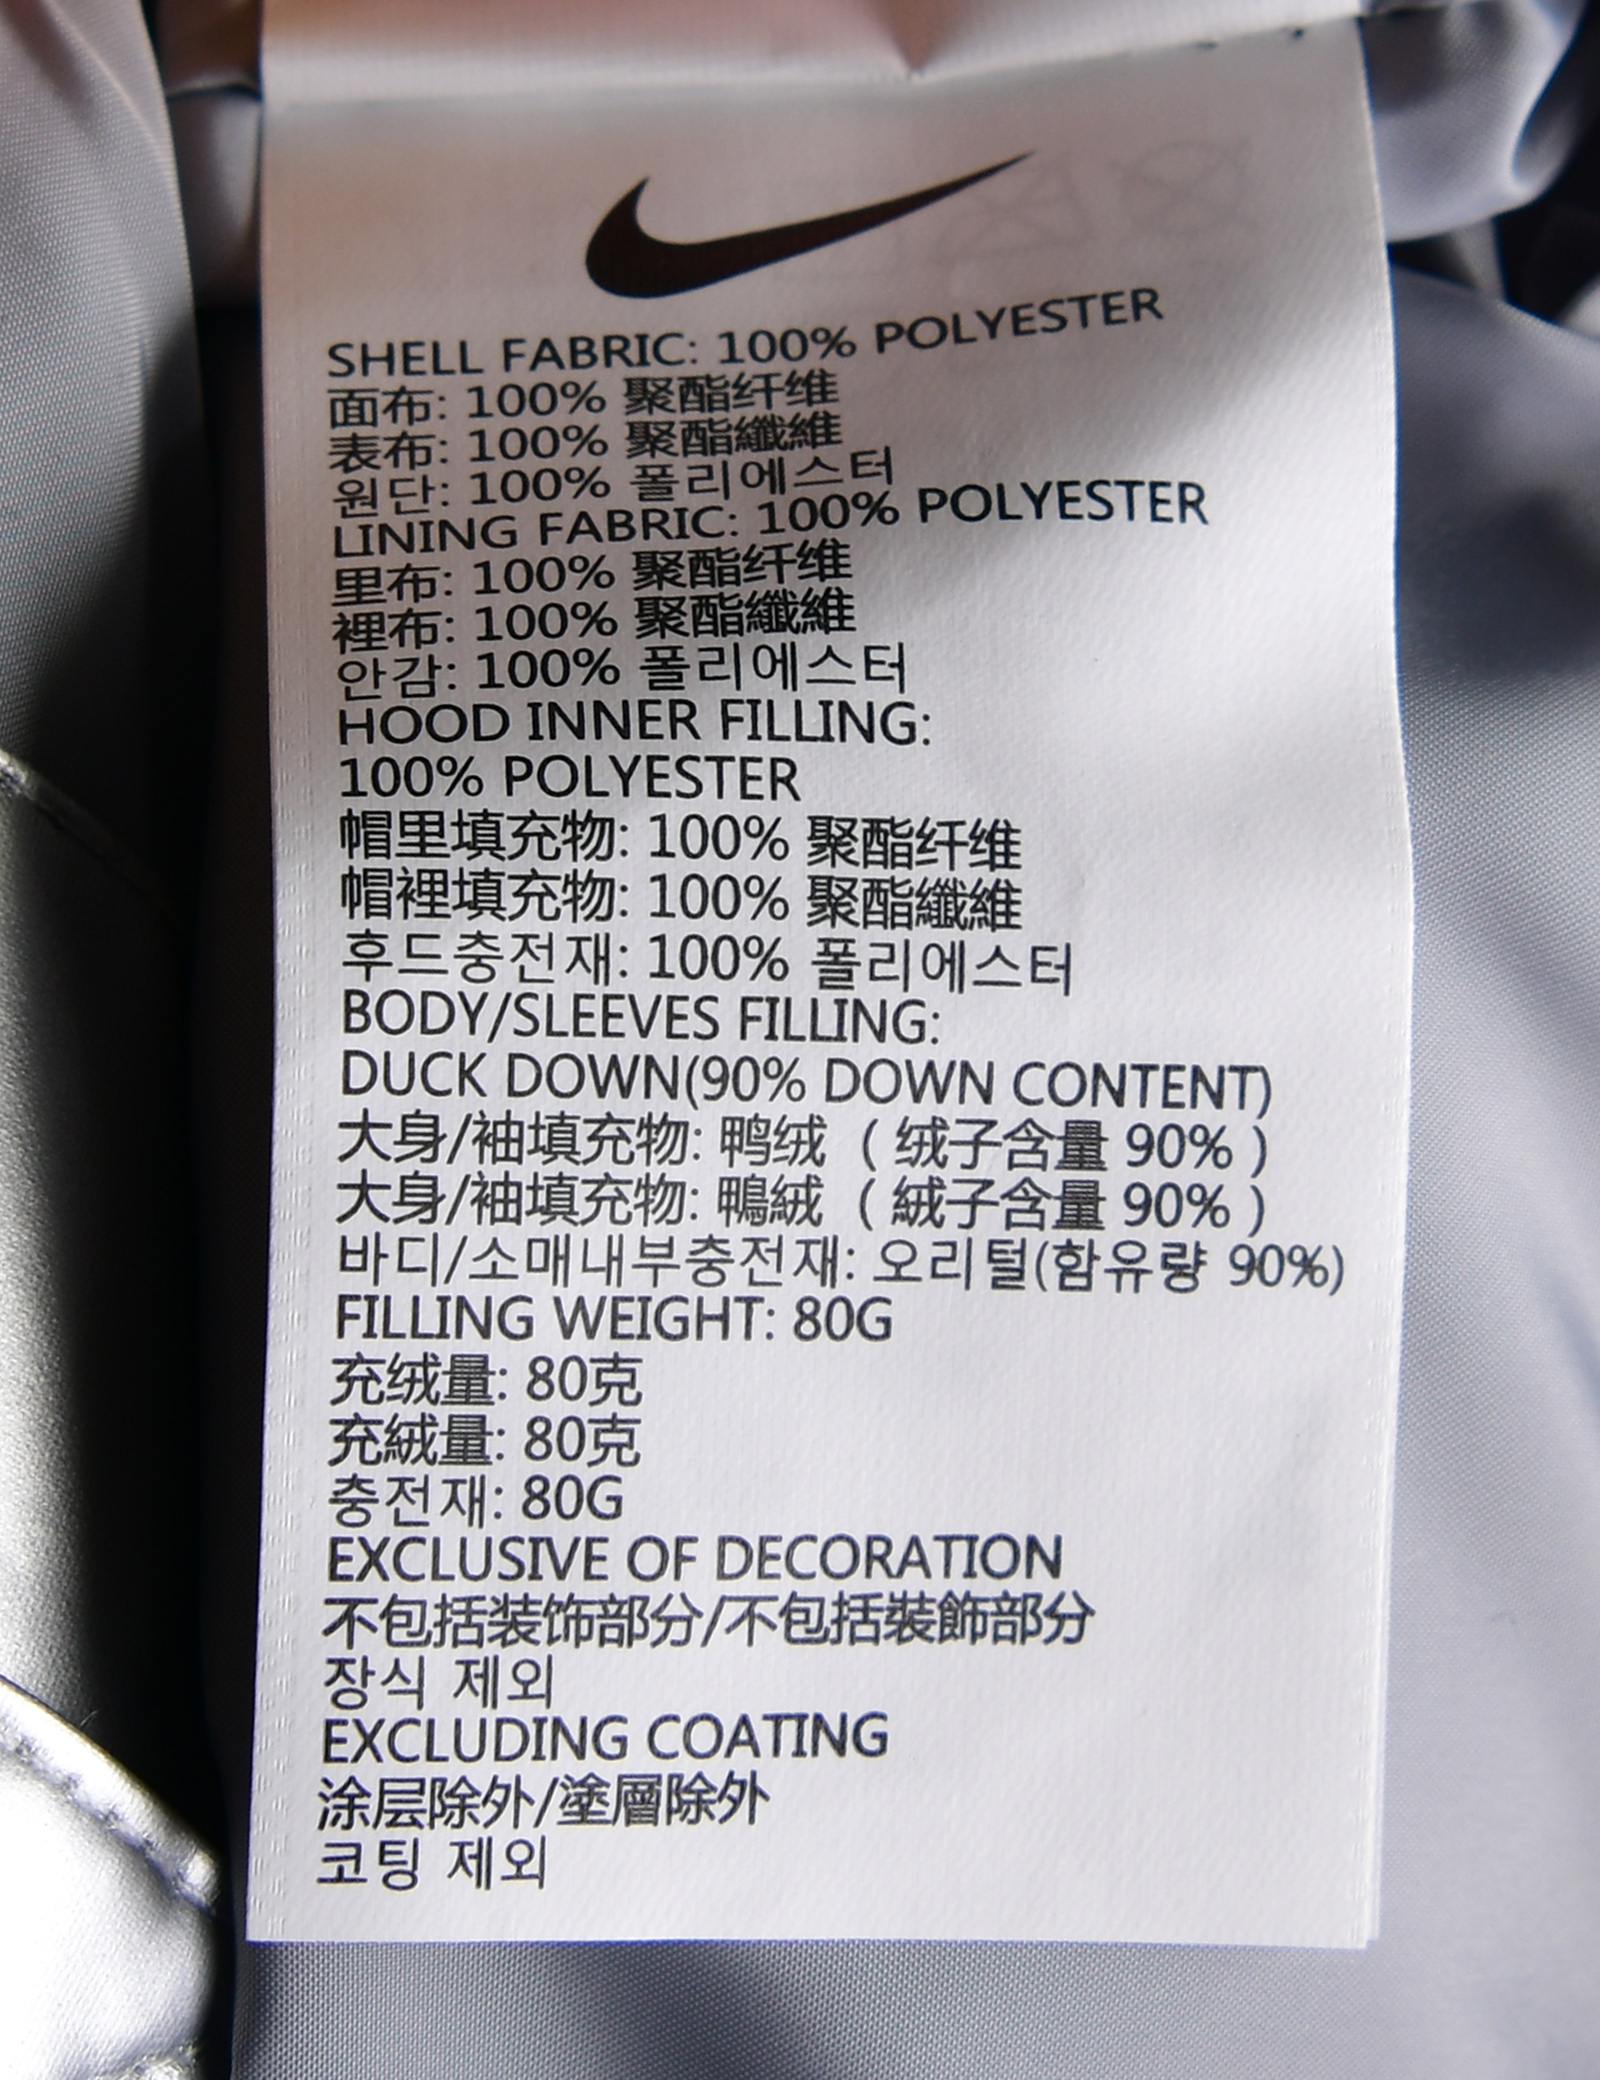 SHELL FABRIC: 100% POLYESTER
面布: 100% 聚酯纤维
表布: 100% 聚酯纖維
원단: 100% 폴리에스터
LINING FABRIC: 100% POLYESTER
里布: 100% 聚酯纤维
裡布: 100% 聚酯纖維
안감: 100% 폴리에스터
HOOD INNER FILLING:
100% POLYESTER
帽里填充物: 100% 聚酯纤维
帽裡填充物: 100% 聚酯纖維
후드충전재: 100% 폴리에스터
BODY/SLEEVES FILLING:
DUCK DOWN(90% DOWN CONTENT)
大身/袖填充物: 鸭绒 ( 绒子含量 90% )
大身/袖填充物: 鴨絨 ( 絨子含量 90% )
바디/소매내부충전재: 오리털(함유량 90%)
FILLING WEIGHT: 80G
充绒量: 80克
充絨量: 80克
충전재: 80G
EXCLUSIVE OF DECORATION
不包括装饰部分/不包括裝飾部分
장식 제외
EXCLUDING COATING
涂层除外/塗層除外
코팅 제외